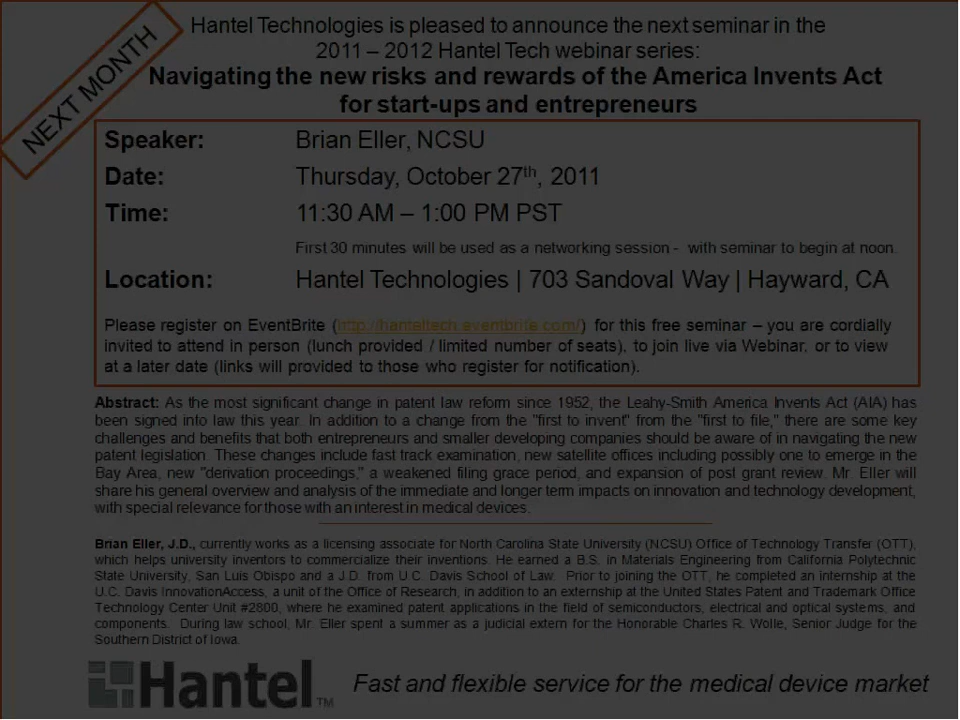 Hantel Technologies is pleased to announce the next seminar in the
2011 – 2012 Hantel Tech webinar series:
NEXT MONTH
Navigating the new risks and rewards of the America Invents Act
for start-ups and entrepreneurs
Speaker: Brian Eller, NCSU
Date: Thursday, October 27th, 2011
Time: 11:30 AM – 1:00 PM PST
First 30 minutes will be used as a networking session - with seminar to begin at noon.
Location: Hantel Technologies | 703 Sandoval Way | Hayward, CA
Please register on EventBrite (http://hanteltech.eventbrite.com/) for this free seminar – you are cordially
invited to attend in person (lunch provided / limited number of seats), to join live via Webinar, or to view
at a later date (links will provided to those who register for notification).
Abstract: As the most significant change in patent law reform since 1952, the Leahy-Smith America Invents Act (AIA) has
been signed into law this year. In addition to a change from the "first to invent" from the "first to file," there are some key
challenges and benefits that both entrepreneurs and smaller developing companies should be aware of in navigating the new
patent legislation. These changes include fast track examination, new satellite offices including possibly one to emerge in the
Bay Area, new "derivation proceedings," a weakened filing grace period, and expansion of post grant review. Mr. Eller will
share his general overview and analysis of the immediate and longer term impacts on innovation and technology development,
with special relevance for those with an interest in medical devices.
Brian Eller, J.D., currently works as a licensing associate for North Carolina State University (NCSU) Office of Technology Transfer (OTT),
which helps university inventors to commercialize their inventions. He earned a B.S. in Materials Engineering from California Polytechnic
State University, San Luis Obispo and a J.D. from U.C. Davis School of Law. Prior to joining the OTT, he completed an internship at the
U.C. Davis InnovationAccess, a unit of the Office of Research, in addition to an externship at the United States Patent and Trademark Office
Technology Center Unit #2800, where he examined patent applications in the field of semiconductors, electrical and optical systems, and
components. During law school, Mr. Eller spent a summer as a judicial extern for the Honorable Charles R. Wolle, Senior Judge for the
Southern District of Iowa.
Hantel™ Fast and flexible service for the medical device market